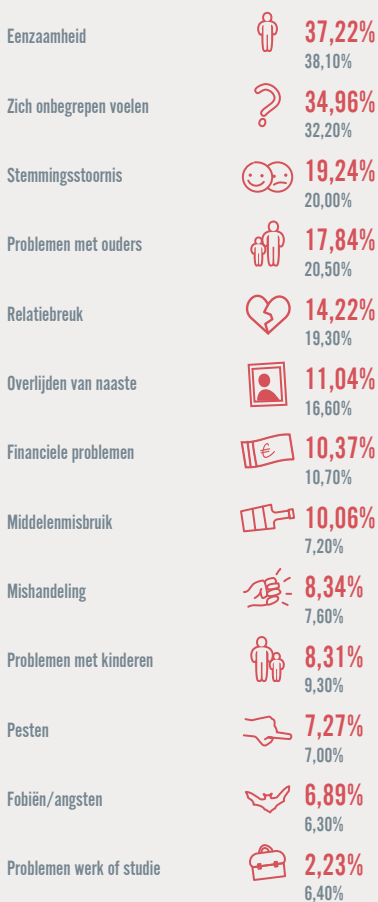 Eenzaamheid
37,22%
38,10%
Zich onbegrepen voelen
34,96%
32,20%
Stemmingsstoornis
19,24%
20,00%
Problemen met ouders
17,84%
20,50%
Relatiebreuk
14,22%
19,30%
Overlijden van naaste
11,04%
16,60%
Financiele problemen
€
10,37%
10,70%
Middelenmisbruik
10,06%
7,20%
Mishandeling
8,34%
7,60%
Problemen met kinderen
8,31%
9,30%
Pesten
7,27%
7,00%
Fobiën/angsten
6,89%
6,30%
Problemen werk of studie
2,23%
6,40%